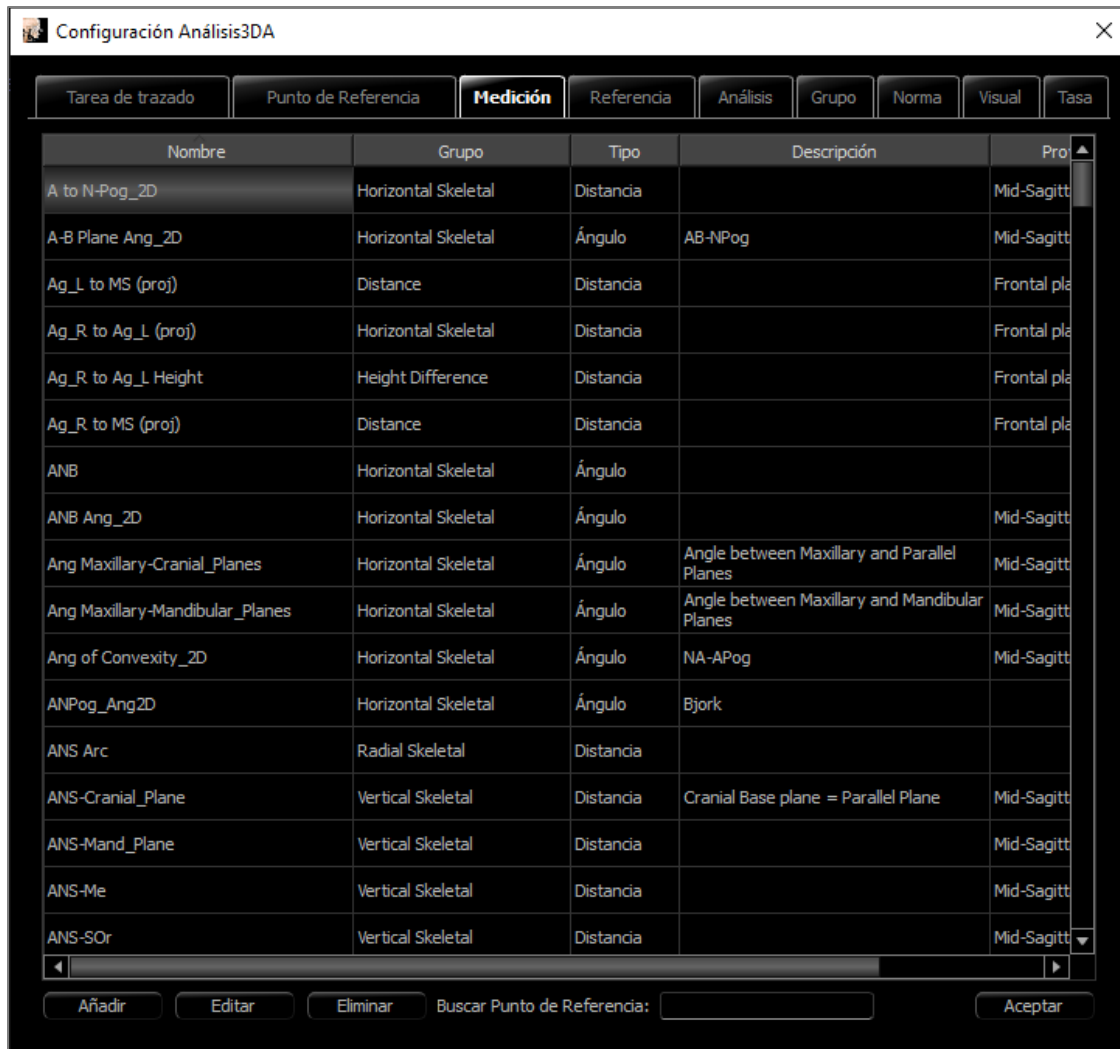 Configuración Análisis3DA
Tarea de trazado Punto de Referencia Medición Referencia Análisis Grupo Norma Visual Tasa
Nombre Grupo Tipo Descripción Pro
A to N-Pog_2D Horizontal Skeletal Distancia Mid-Sagitt
A-B Plane Ang_2D Horizontal Skeletal Ángulo AB-NPog Mid-Sagitt
Ag_L to MS (proj) Distance Distancia Frontal pla
Ag_R to Ag_L (proj) Horizontal Skeletal Distancia Frontal pla
Ag_R to Ag_L Height Height Difference Distancia Frontal pla
Ag_R to MS (proj) Distance Distancia Frontal pla
ANB Horizontal Skeletal Ángulo
ANB Ang_2D Horizontal Skeletal Ángulo Mid-Sagitt
Ang Maxillary-Cranial_Planes Horizontal Skeletal Ángulo Angle between Maxillary and Parallel Mid-Sagitt
Planes
Ang Maxillary-Mandibular_Planes Horizontal Skeletal Ángulo Angle between Maxillary and Mandibular Mid-Sagitt
Planes
Ang of Convexity_2D Horizontal Skeletal Ángulo NA-APog Mid-Sagitt
ANPog_Ang2D Horizontal Skeletal Ángulo Bjork
ANS Arc Radial Skeletal Distancia
ANS-Cranial_Plane Vertical Skeletal Distancia Cranial Base plane = Parallel Plane Mid-Sagitt
ANS-Mand_Plane Vertical Skeletal Distancia Mid-Sagitt
ANS-Me Vertical Skeletal Distancia Mid-Sagitt
ANS-SOr Vertical Skeletal Distancia Mid-Sagitt
Añadir Editar Eliminar Buscar Punto de Referencia: Aceptar